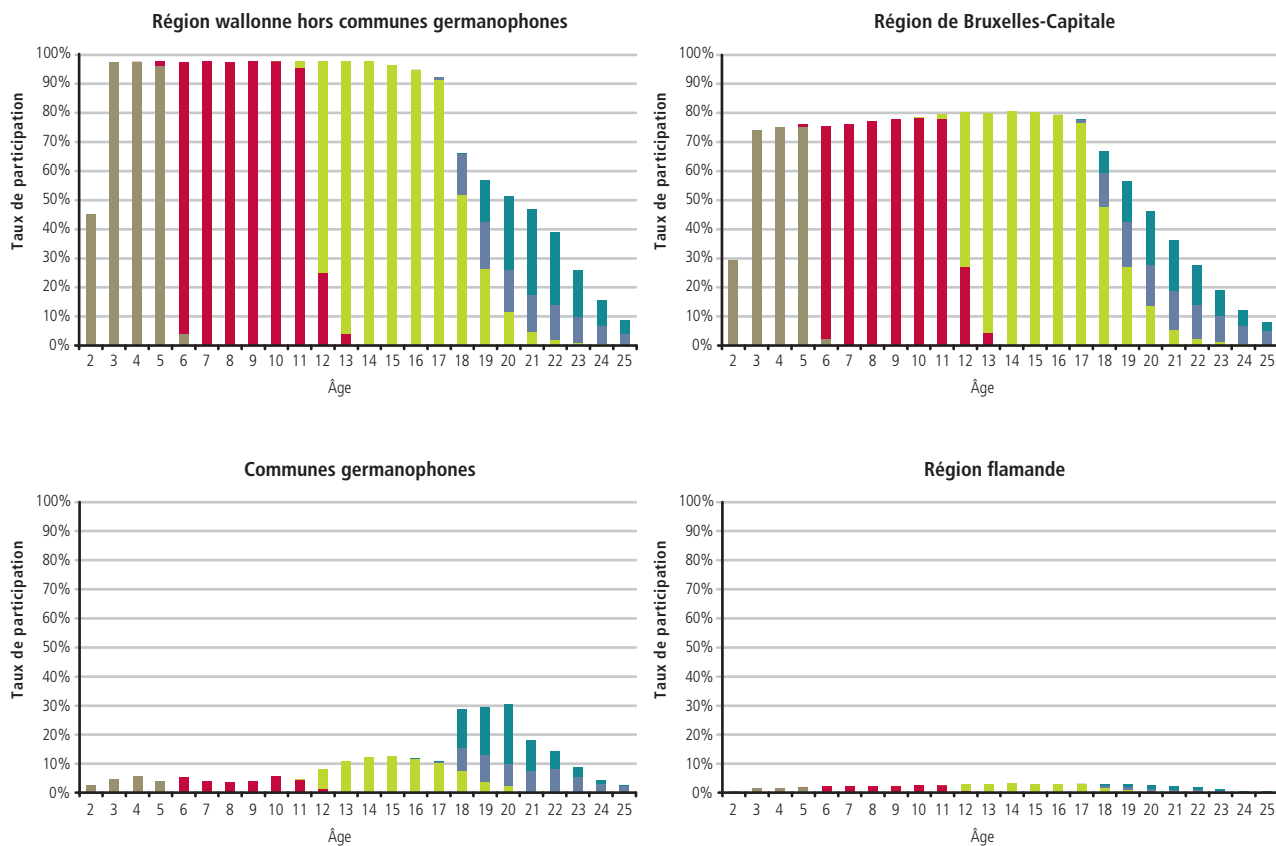 Région wallonne hors communes germanophones
Taux de participation
100%
90%
80%
70%
60%
50%
40%
30%
20%
10%
0%
2 3 4 5 6 7 8 9 10 11 12 13 14 15 16 17 18 19 20 21 22 23 24 25
Âge
Région de Bruxelles-Capitale
Taux de participation
100%
90%
80%
70%
60%
50%
40%
30%
20%
10%
0%
2 3 4 5 6 7 8 9 10 11 12 13 14 15 16 17 18 19 20 21 22 23 24 25
Âge
Communes germanophones
Taux de participation
100%
90%
80%
70%
60%
50%
40%
30%
20%
10%
0%
2 3 4 5 6 7 8 9 10 11 12 13 14 15 16 17 18 19 20 21 22 23 24 25
Âge
Région flamande
Taux de participation
100%
90%
80%
70%
60%
50%
40%
30%
20%
10%
0%
2 3 4 5 6 7 8 9 10 11 12 13 14 15 16 17 18 19 20 21 22 23 24 25
Âge